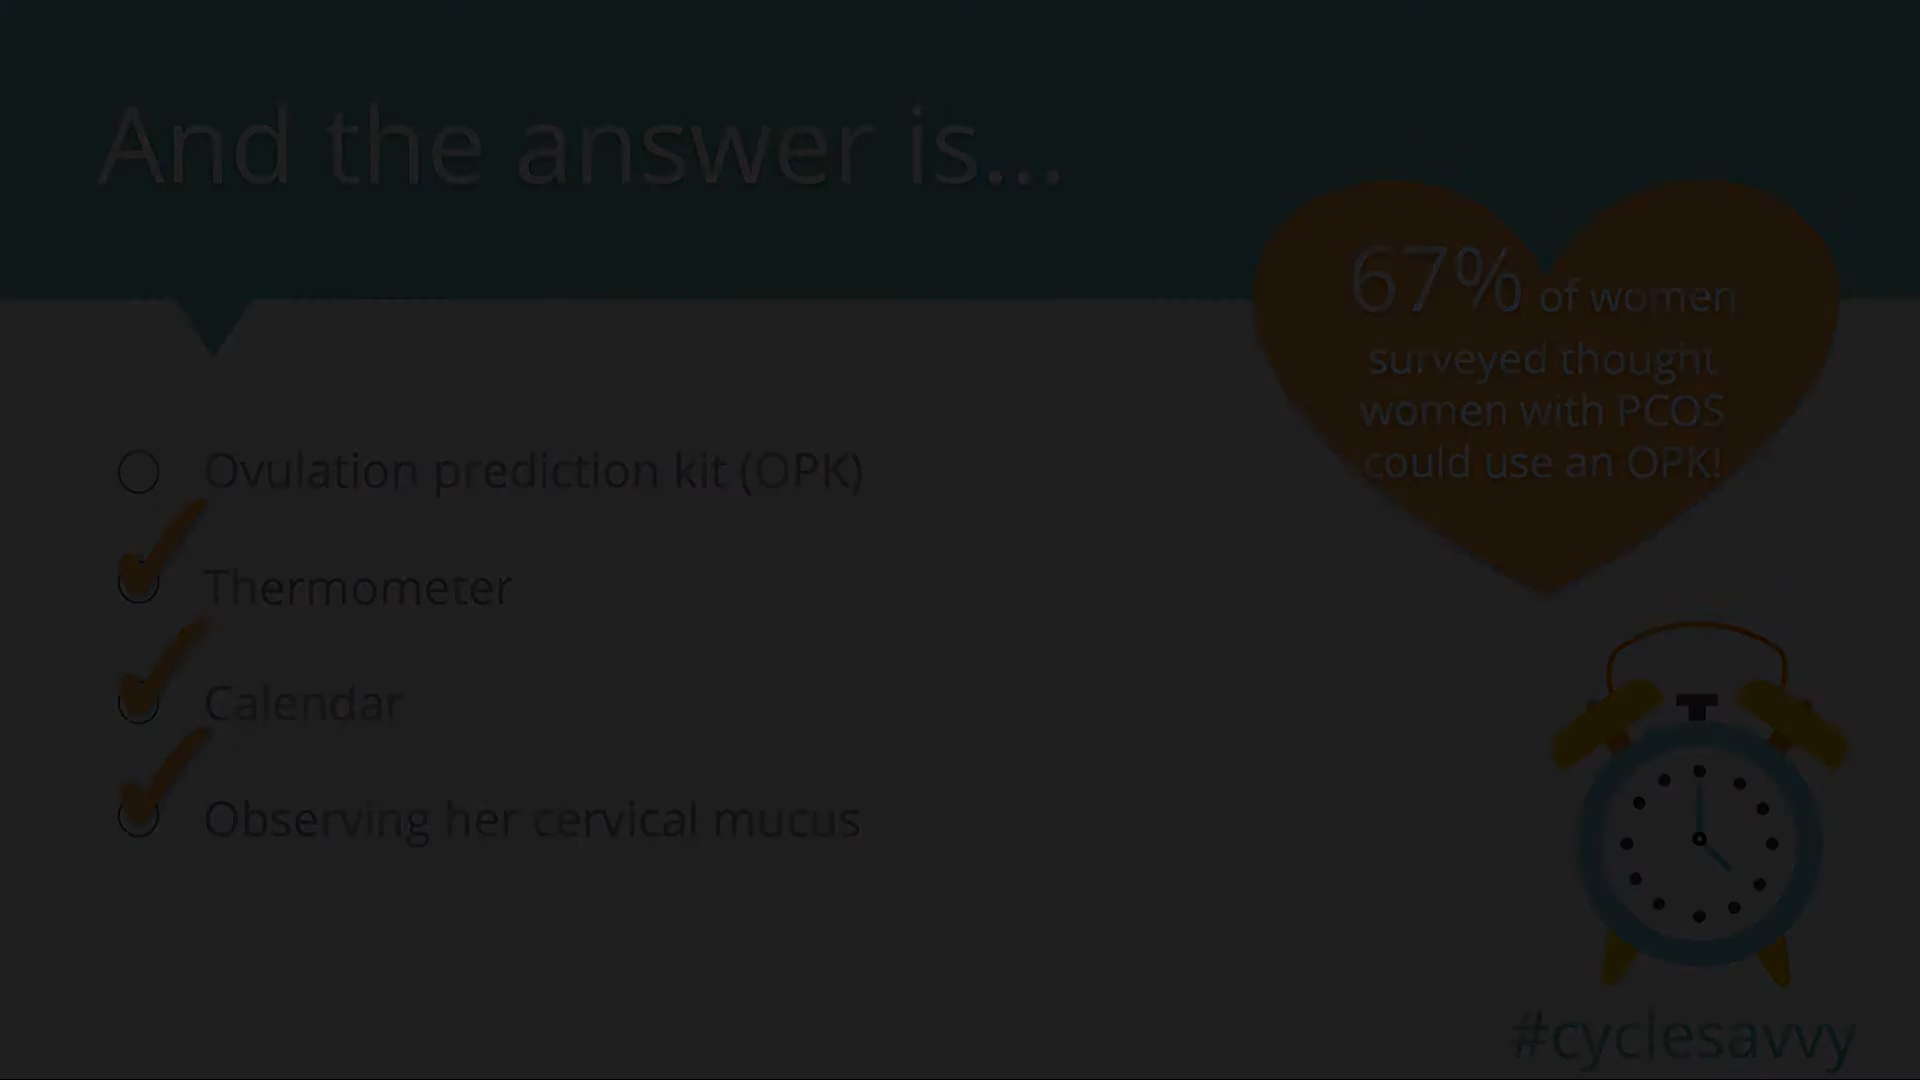 And the answer is...
67% of women
surveyed thought
women with PCOS
could use an OPK!
Ovulation prediction kit (OPK)
Thermometer
Calendar
Observing her cervical mucus
#cyclesavvy